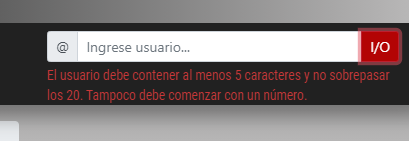 @ Ingrese usuario... I/O
El usuario debe contener al menos 5 caracteres y no sobrepasar
los 20. Tampoco debe comenzar con un número.